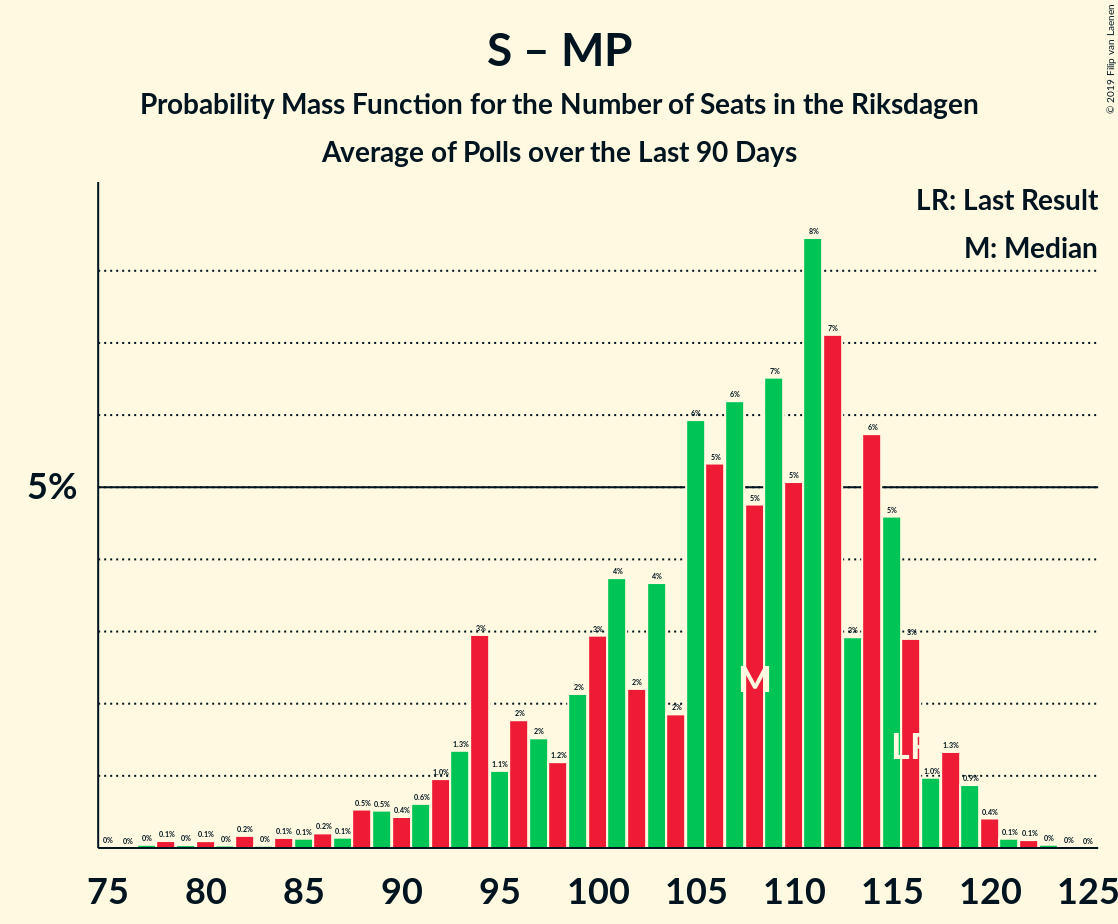 S – MP
Probability Mass Function for the Number of Seats in the Riksdagen
Average of Polls over the Last 90 Days
© 2019 Filip van Laenen
LR: Last Result
M: Median
5%
0% 0% 0% 0.1% 0% 0.1% 0% 0.2% 0% 0.1% 0.1% 0.2% 0.1% 0.5% 0.5% 0.4% 0.6% 1.0% 1.3% 3% 1.1% 2% 2% 1.2% 2% 3% 4% 2% 4% 2% 6% 5% 6% 5% 7% 5% 8% 7% 3% 6% 5% 3% 1.0% 1.3% 0.9% 0.4% 0.1% 0.1% 0% 0% 0%
M
LR
75 80 85 90 95 100 105 110 115 120 125